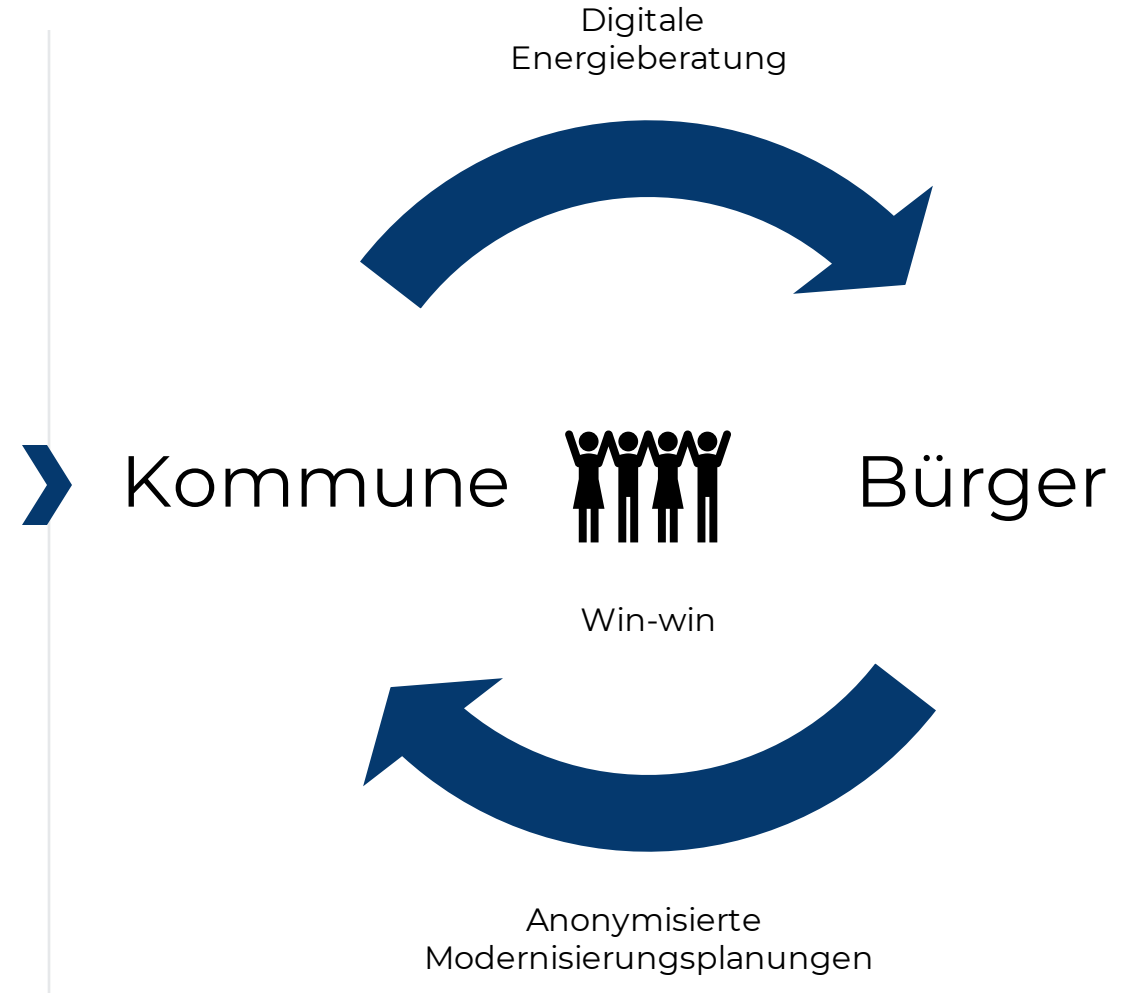 Digitale
Energieberatung
Kommune
Bürger
Win-win
Anonymisierte
Modernisierungsplanungen